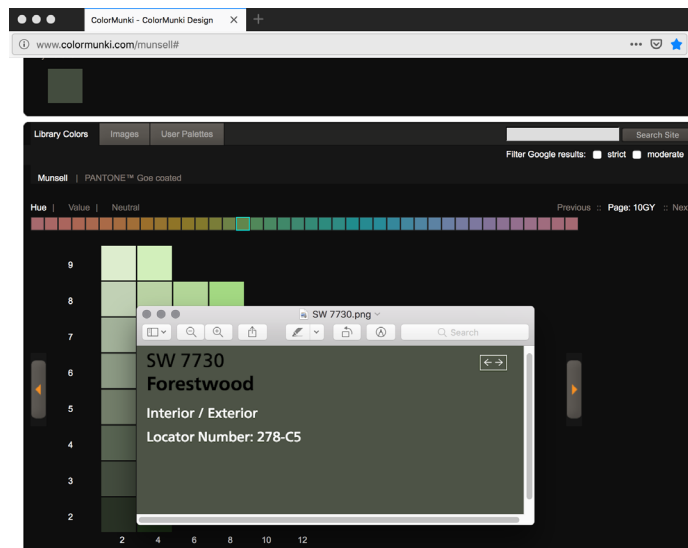 ColorMunki - ColorMunki Design
www.colormunki.com/munsell#
Library Colors Images User Palettes
Search Site
Filter Google results: strict moderate
Munsell | PANTONE™ Goe coated
Hue | Value | Neutral
Previous :: Page: 10GY :: Nex
9
8
SW 7730.png
7
Search
SW 7730
6
Forestwood
Interior / Exterior
5
Locator Number: 278-C5
4
3
2
2 4 6 8 10 12